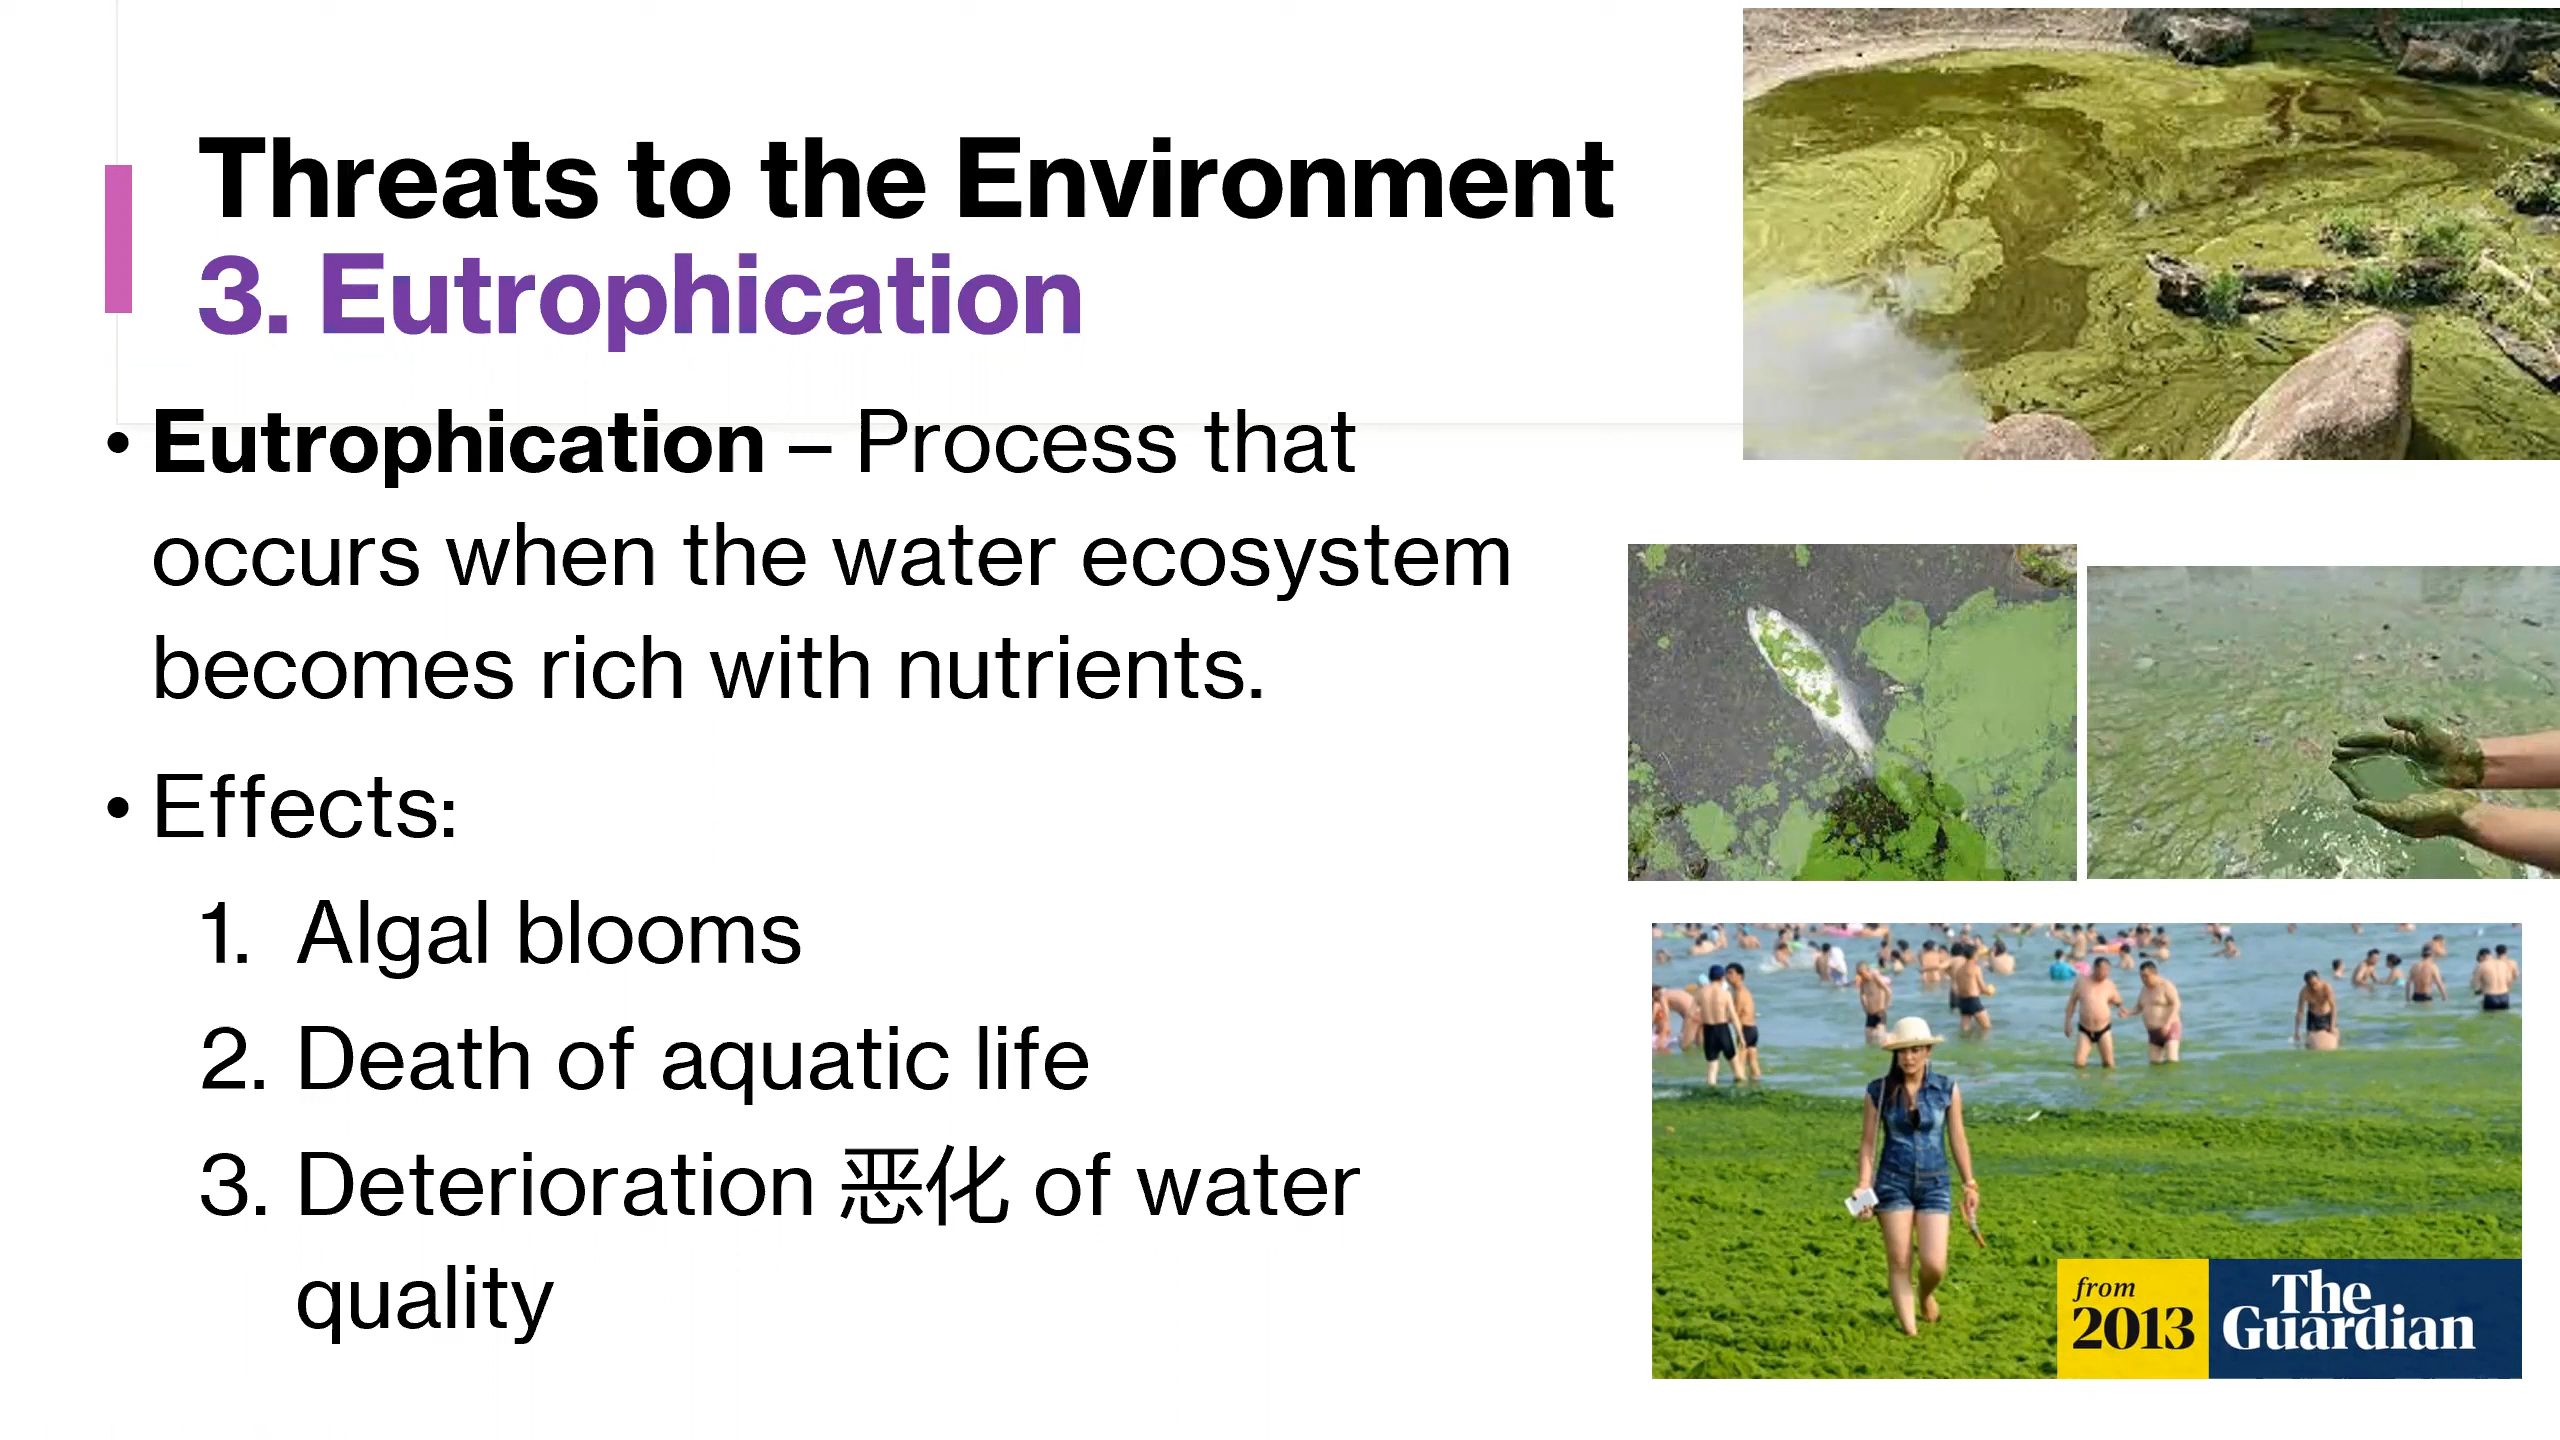 Threats to the Environment
3. Eutrophication
• Eutrophication – Process that
occurs when the water ecosystem
becomes rich with nutrients.
• Effects:
1. Algal blooms
2. Death of aquatic life
3. Deterioration 恶化 of water
quality
from
2013
The
Guardian